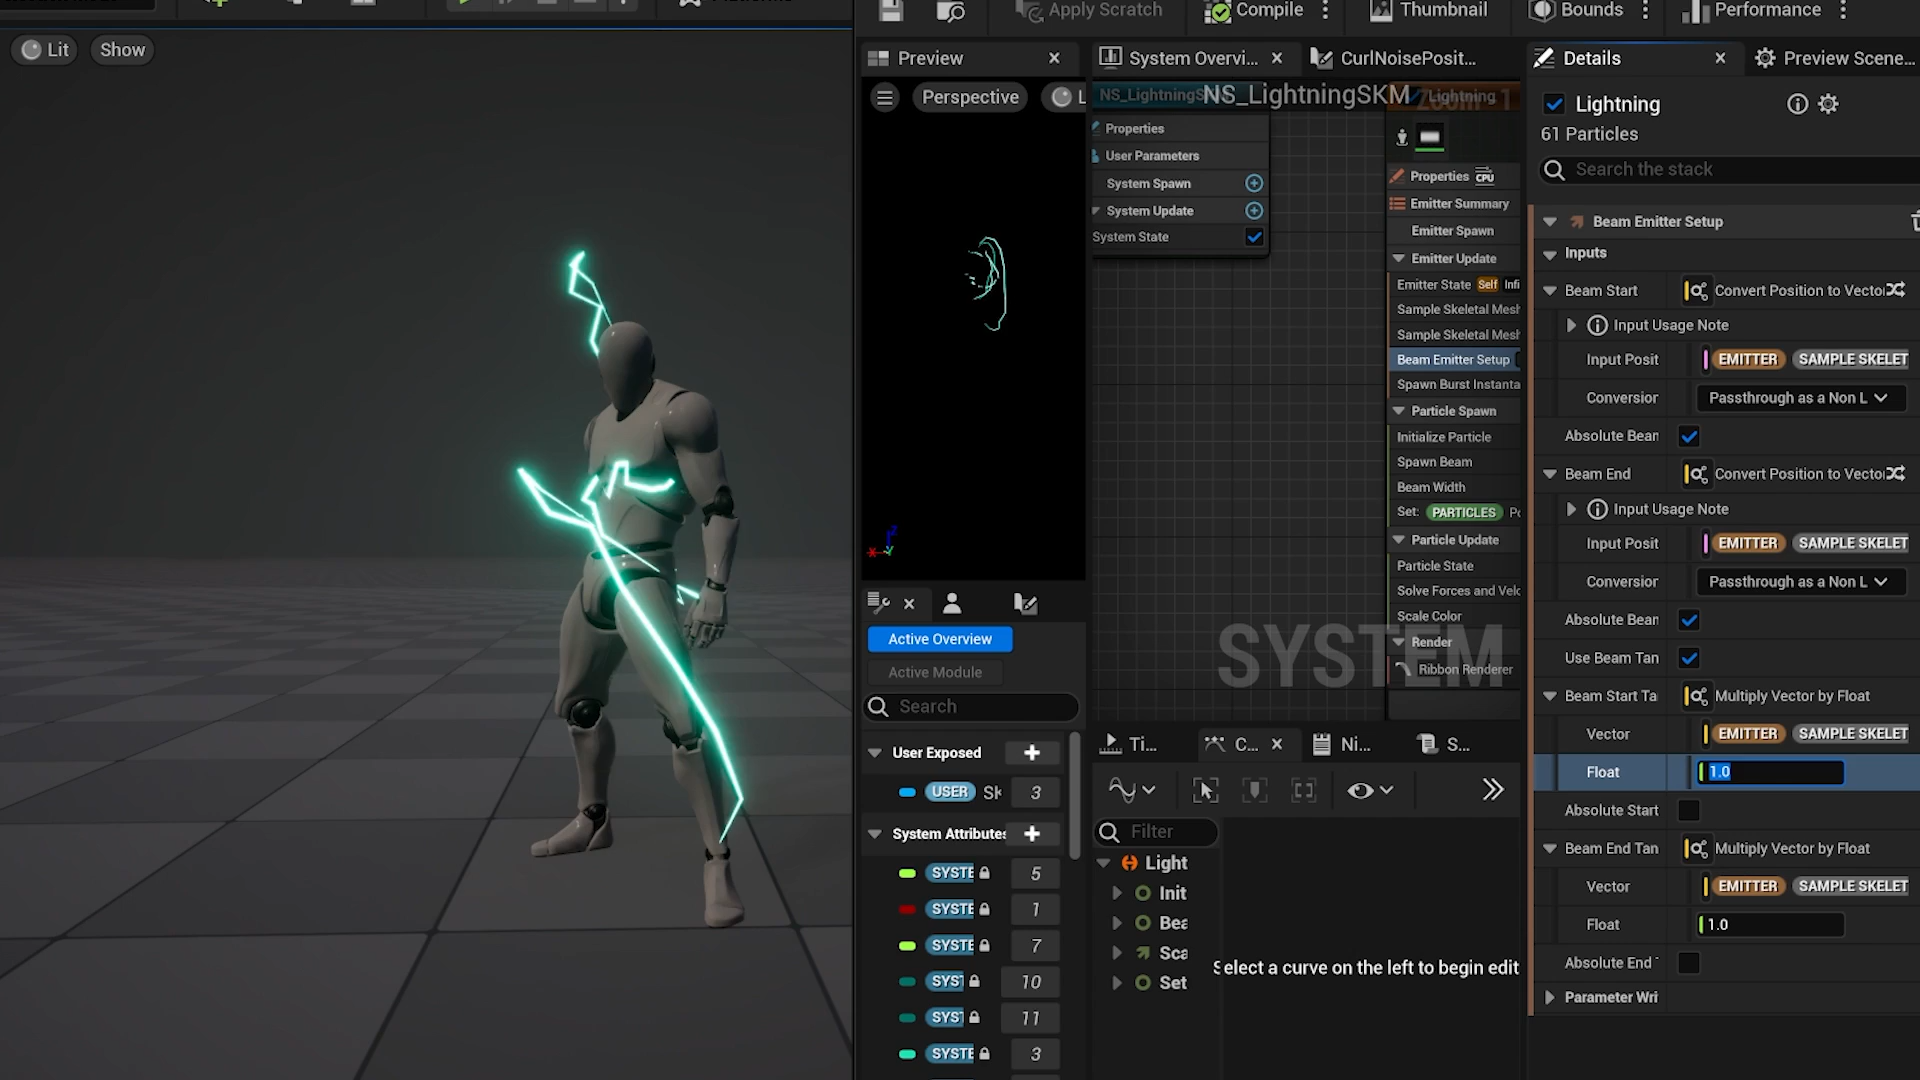 Apply Scratch
Compile
Thumbnail
Bounds
Performance
Lit
Show
Preview
System Overvi...
CurlNoisePosit...
Details
Preview Scene...
Perspective
L
NS_LightningSKM
Lightning
Lightning
61 Particles
Search the stack
Properties
User Parameters
System Spawn
System Update
System State
Properties CPU
Emitter Summary
Emitter Spawn
Emitter Update
Emitter State Self Infi
Sample Skeletal Mesh
Sample Skeletal Mesh
Beam Emitter Setup
Spawn Burst Instanta
Particle Spawn
Initialize Particle
Spawn Beam
Beam Width
Set: PARTICLES Po
Particle Update
Particle State
Solve Forces and Velo
Scale Color
Render
Ribbon Renderer
SYSTEM
Beam Emitter Setup
Inputs
Beam Start Convert Position to Vector
Input Usage Note
Input Posit EMITTER SAMPLE SKELET
Conversion Passthrough as a Non L
Absolute Bear
Beam End Convert Position to Vector
Input Usage Note
Input Posit EMITTER SAMPLE SKELET
Conversion Passthrough as a Non L
Absolute Bear
Use Beam Tan
Beam Start Ta Multiply Vector by Float
Vector EMITTER SAMPLE SKELET
Float 1.0
Absolute Start
Beam End Tan Multiply Vector by Float
Vector EMITTER SAMPLE SKELET
Float 1.0
Absolute End
Parameter Wri
Active Overview
Active Module
Search
User Exposed
USER Sk 3
System Attributes
SYSTE 5
SYSTE 1
SYSTE 7
SYST 10
SYST 11
SYSTE 3
Ti...
C...
Ni...
S...
Filter
Light
Init
Bea
Sca
Set
Select a curve on the left to begin edit